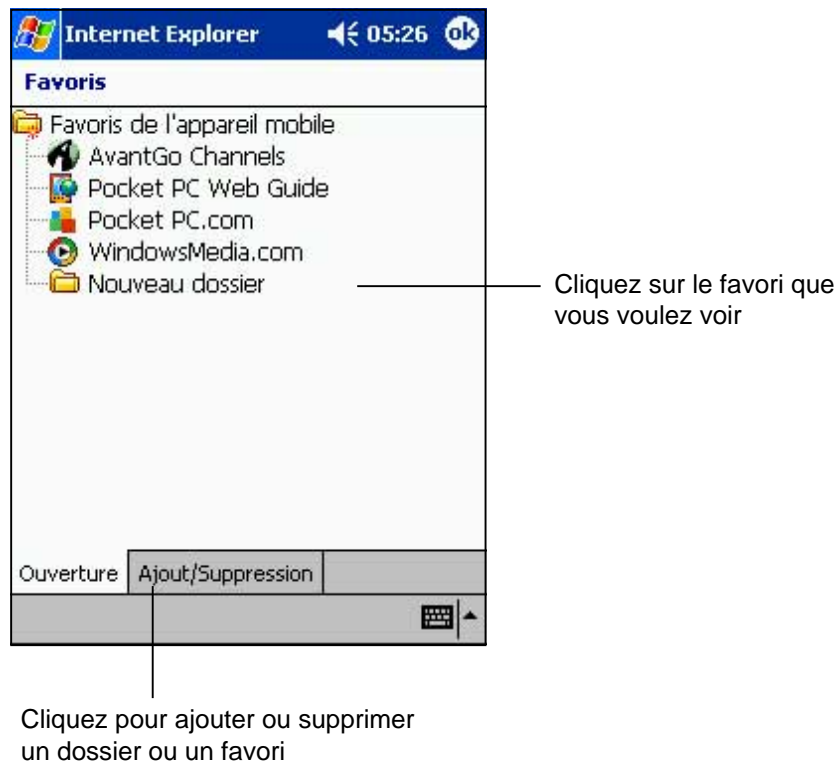 Internet Explorer 05:26 ok
Favoris
Favoris de l'appareil mobile
AvantGo Channels
Pocket PC Web Guide
Pocket PC.com
WindowsMedia.com
Nouveau dossier
Cliquez sur le favori que
vous voulez voir
Ouverture Ajout/Suppression
Cliquez pour ajouter ou supprimer
un dossier ou un favori